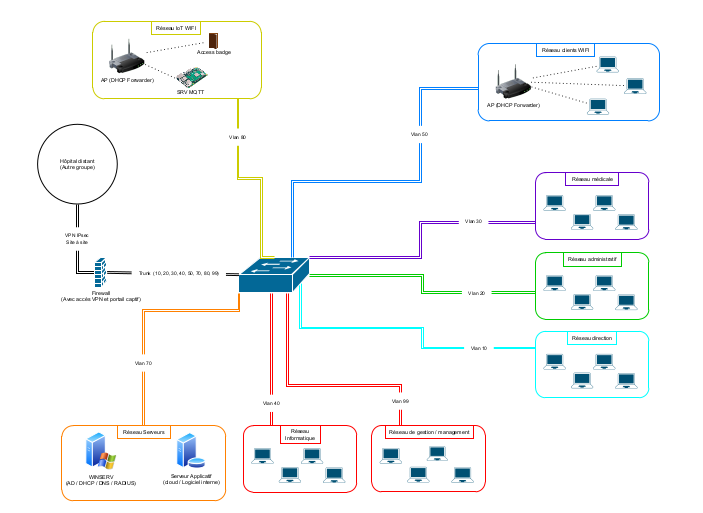 Réseau IoT WIFI
Access badge
AP (DHCP Forwarder)
SRV MQTT
Vlan 80
Réseau clients WIFI
AP (DHCP Forwartler)
Vlan 50
Hôpital distant
(Autre groupe)
VPN IPsec
Site à site
Firewall
(Avec accès VPN et portail captif)
Trunk (10, 20, 30, 40, 50, 70, 80, 99)
Réseau médicale
Vlan 30
Réseau administratif
Vlan 20
Réseau direction
Vlan 10
Vlan 70
Vlan 40
Vlan 99
Réseau Serveurs
WINSERV
(AD / DHCP / DNS / RADIUS)
Serveur Applicatif
(cloud / Logiciel interne)
Réseau
Informatique
Réseau de gestion / management